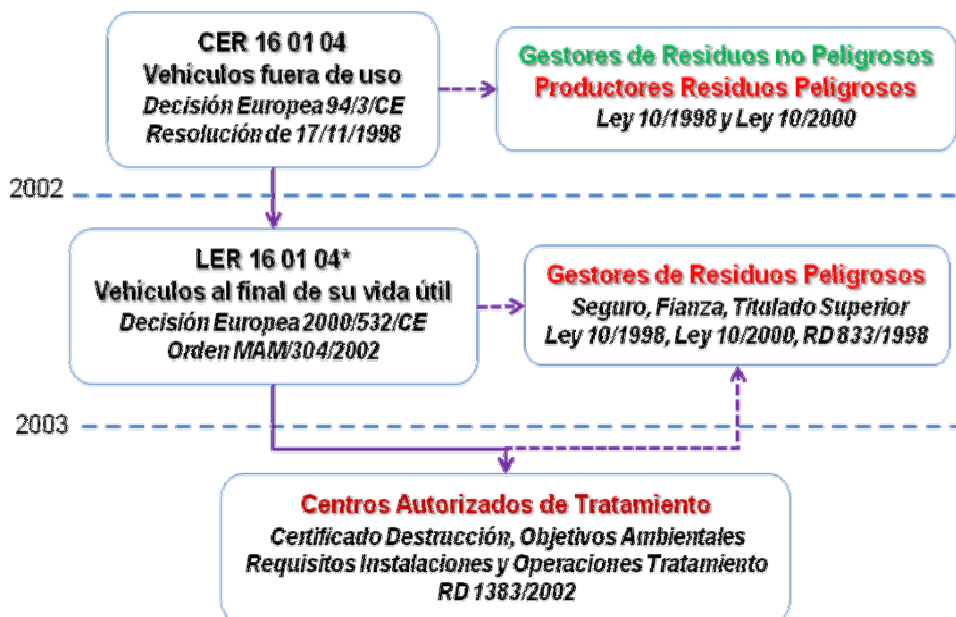 CER 16 01 04
Vehículos fuera de uso
Decisión Europea 94/3/CE
Resolución de 17/11/1998
Gestores de Residuos no Peligrosos
Productores Residuos Peligrosos
Ley 10/1998 y Ley 10/2000
2002
LER 16 01 04*
Vehículos al final de su vida útil
Decisión Europea 2000/532/CE
Orden MAM/304/2002
Gestores de Residuos Peligrosos
Seguro, Fianza, Titulado Superior
Ley 10/1998, Ley 10/2000, RD 833/1998
2003
Centros Autorizados de Tratamiento
Certificado Destrucción, Objetivos Ambientales
Requisitos Instalaciones y Operaciones Tratamiento
RD 1383/2002